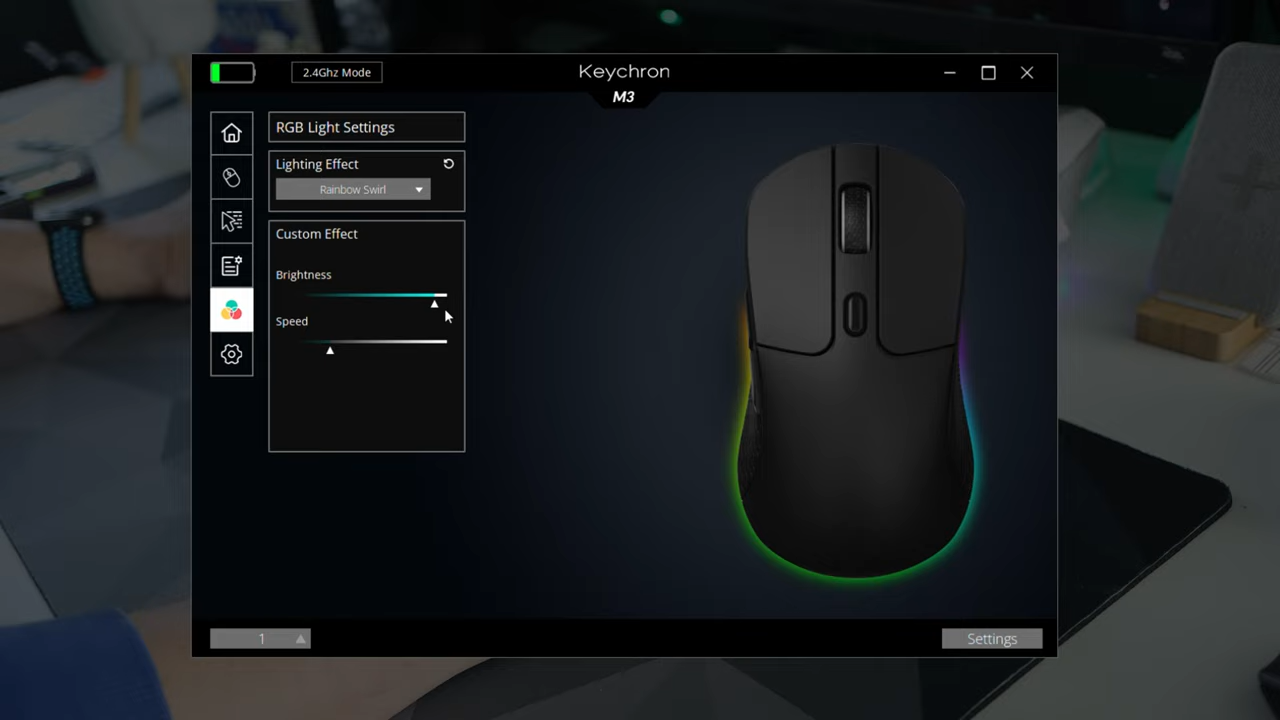 2.4Ghz Mode
Keychron
M3
RGB Light Settings
Lighting Effect
Rainbow Swirl
Custom Effect
Brightness
Speed
1
Settings